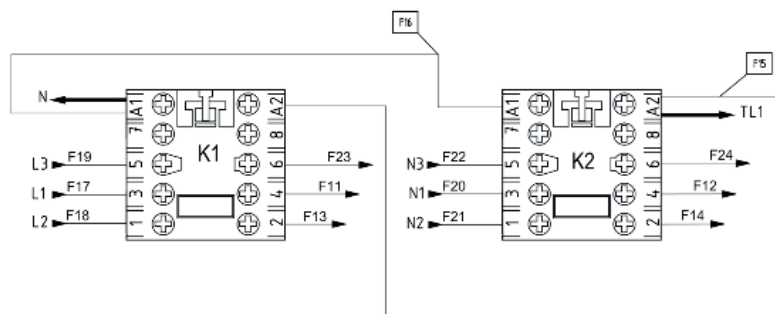 F16
F15
N A1 A2 A1 A2 TL1
7 8 7 8
K1 K2
L3 F19 5 6 F23 N3 F22 5 6 F24
L1 F17 3 4 F11 N1 F20 3 4 F12
L2 F18 1 2 F13 N2 F21 1 2 F14